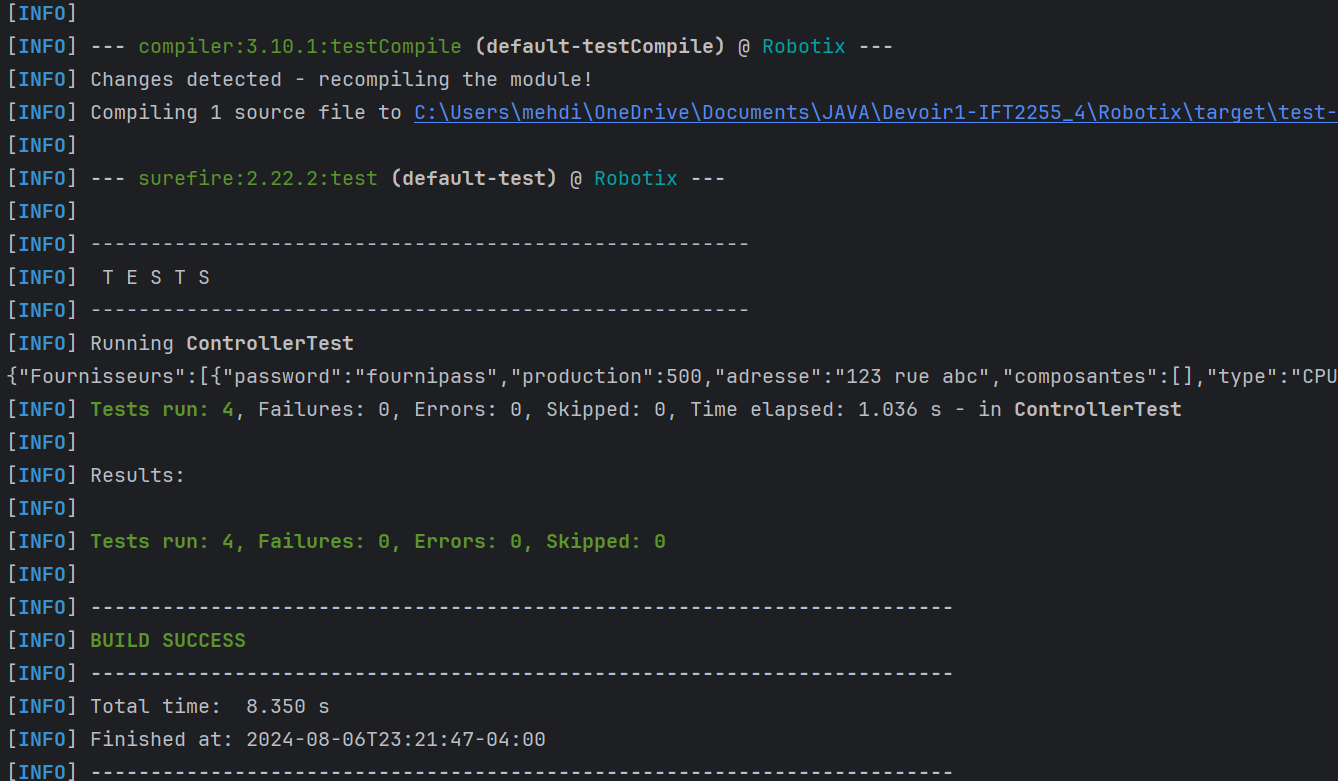 [INFO]
[INFO] --- compiler:3.10.1:testCompile (default-testCompile) @ Robotix ---
[INFO] Changes detected - recompiling the module!
[INFO] Compiling 1 source file to C:\Users\mehdi\OneDrive\Documents\JAVA\Devoir1-IFT2255_4\Robotix\target\test-
[INFO]
[INFO] --- surefire:2.22.2:test (default-test) @ Robotix ---
[INFO]
[INFO] -------------------------------------------------------
[INFO]  T E S T S
[INFO] -------------------------------------------------------
[INFO] Running ControllerTest
{"Fournisseurs":[{"password":"fournipass","production":500,"adresse":"123 rue abc","composantes":[],"type":"CPU
[INFO] Tests run: 4, Failures: 0, Errors: 0, Skipped: 0, Time elapsed: 1.036 s - in ControllerTest
[INFO]
[INFO] Results:
[INFO]
[INFO] Tests run: 4, Failures: 0, Errors: 0, Skipped: 0
[INFO]
[INFO] ------------------------------------------------------------------------
[INFO] BUILD SUCCESS
[INFO] ------------------------------------------------------------------------
[INFO] Total time:  8.350 s
[INFO] Finished at: 2024-08-06T23:21:47-04:00
[INFO] ------------------------------------------------------------------------